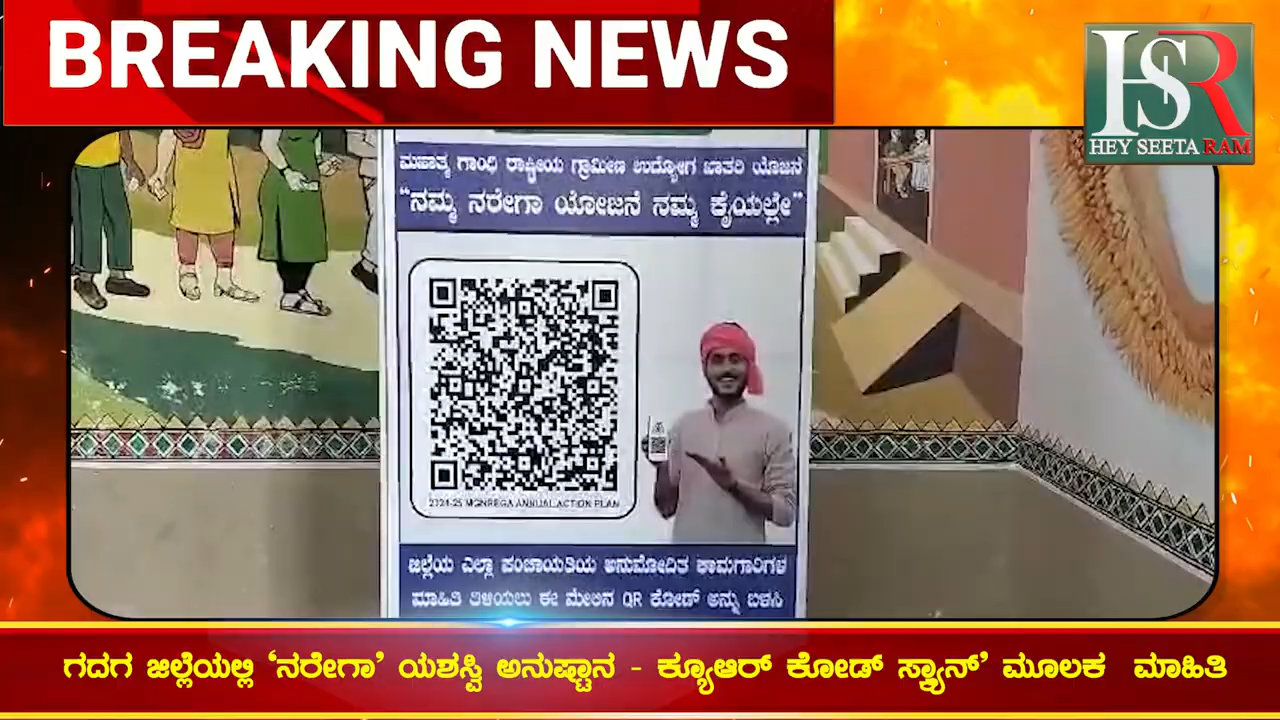 BREAKING NEWS
HSR
HEY SEETA RAM
ಮಹಾತ್ಮ ಗಾಂಧಿ ರಾಷ್ಟ್ರೀಯ ಗ್ರಾಮೀಣ ಉದ್ಯೋಗ ಖಾತರಿ ಯೋಜನೆ
“ನಮ್ಮ ನರೇಗಾ ಯೋಜನೆ ನಮ್ಮ ಕೈಯಲ್ಲೇ”
2024-25 MGNREGA ANNUAL ACTION PLAN
ಜಿಲ್ಲೆಯ ಎಲ್ಲಾ ಪಂಚಾಯತಿಯ ಅನುಮೋದಿತ ಕಾಮಗಾರಿಗಳ
ಮಾಹಿತಿ ತಿಳಿಯಲು ಈ ಮೇಲಿನ QR ಕೋಡ್ ಅನ್ನು ಬಳಸಿ
ಗದಗ ಜಿಲ್ಲೆಯಲ್ಲಿ ‘ನರೇಗಾ’ ಯಶಸ್ವಿ ಅನುಷ್ಟಾನ - ಕ್ಯೂಆರ್ ಕೋಡ್ ಸ್ಕ್ಯಾನ್’ ಮೂಲಕ ಮಾಹಿತಿ